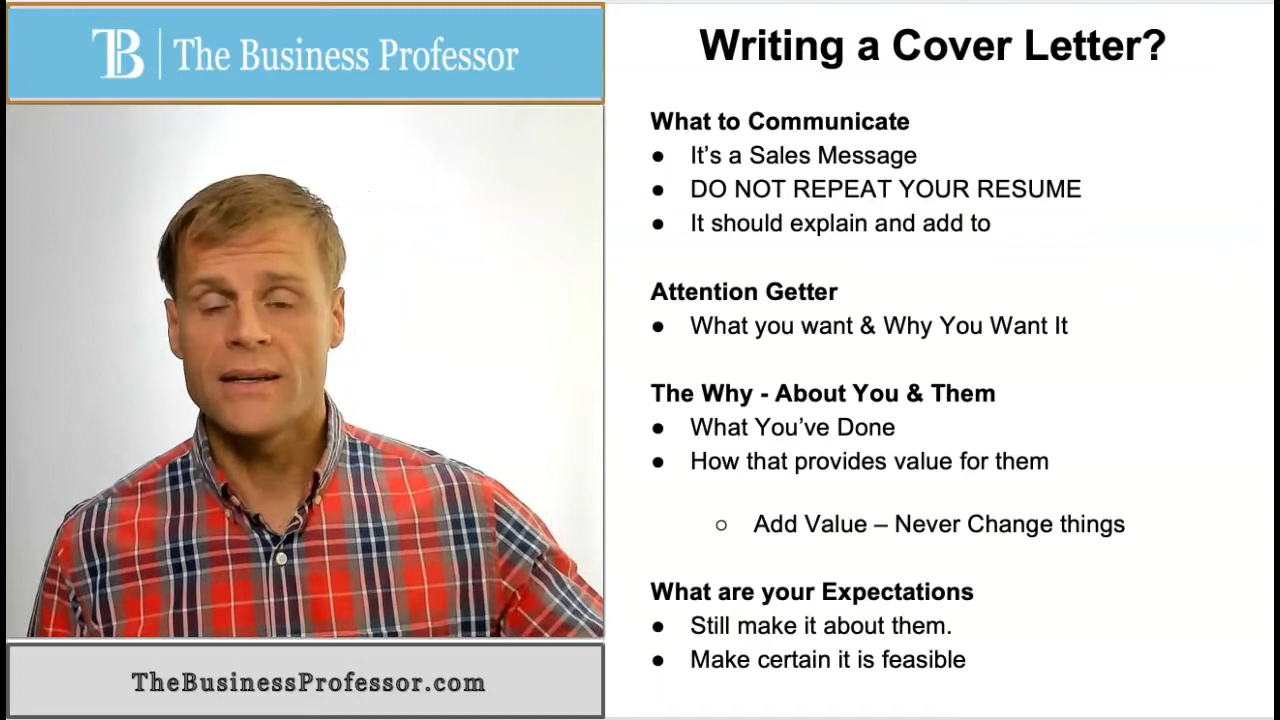 TB | The Business Professor
Writing a Cover Letter?
What to Communicate
● It's a Sales Message
● DO NOT REPEAT YOUR RESUME
● It should explain and add to
Attention Getter
● What you want & Why You Want It
The Why - About You & Them
● What You've Done
● How that provides value for them
○ Add Value – Never Change things
What are your Expectations
● Still make it about them.
● Make certain it is feasible
TheBusinessProfessor.com